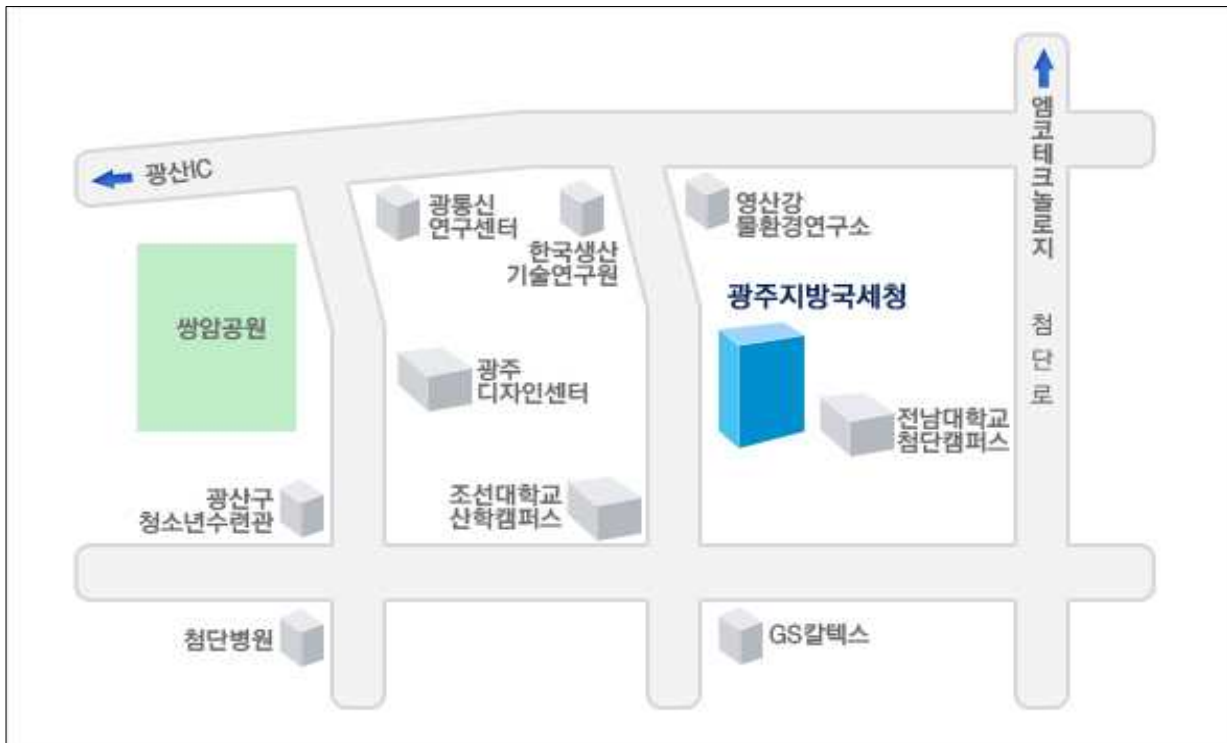 광산IC
광통신
연구센터
한국생산
기술연구원
영산강
물환경연구소
엠코테크놀로지
첨단로
광주지방국세청
쌍암공원
광주
디자인센터
전남대학교
첨단캠퍼스
광산구
청소년수련관
조선대학교
산학캠퍼스
첨단병원
GS칼텍스